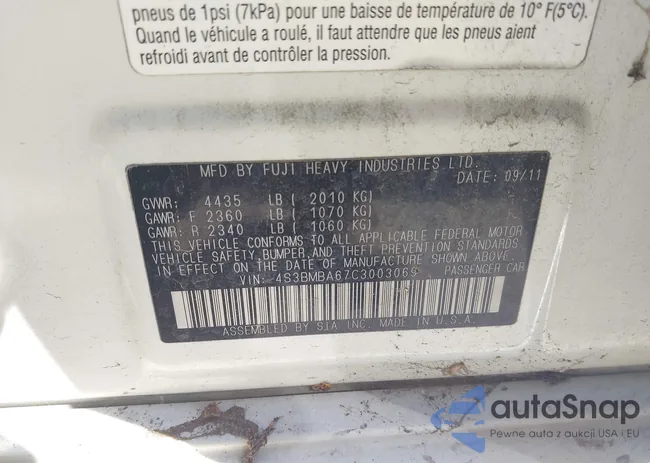 pneus de 1psi (7kPa) pour une baisse de température de 10° F(5°C).
Quand le véhicule a roulé, il faut attendre que les pneus aient
refroidi avant de contrôler la pression.
MFD BY FUJI HEAVY INDUSTRIES LTD.
DATE: 09/11
GVWR: 4435 LB ( 2010 KG)
GAWR: F 2360 LB ( 1070 KG)
GAWR: R 2340 LB ( 1060 KG)
THIS VEHICLE CONFORMS TO ALL APPLICABLE FEDERAL MOTOR
VEHICLE SAFETY, BUMPER, AND THEFT PREVENTION STANDARDS
IN EFFECT ON THE DATE OF MANUFACTURE SHOWN ABOVE.
VIN: 4S3BMBA67C3003069 PASSENGER CAR
ASSEMBLED BY SIA INC. MADE IN U.S.A.
autaSnap
Pewne auta z aukcji USA i EU